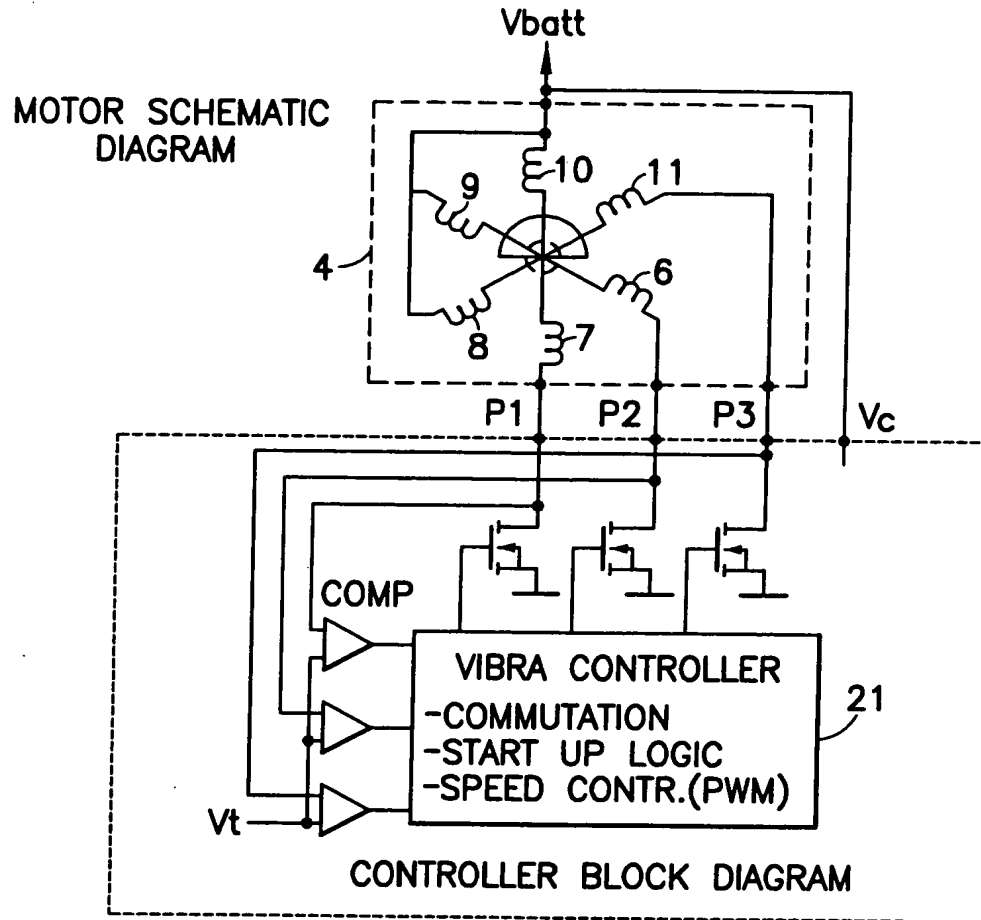 Vbatt
MOTOR SCHEMATIC
DIAGRAM
10
11
9
4
6
8
7
P1
P2
P3
Vc
COMP
VIBRA CONTROLLER
-COMMUTATION
-START UP LOGIC
-SPEED CONTR.(PWM)
21
Vt
CONTROLLER BLOCK DIAGRAM